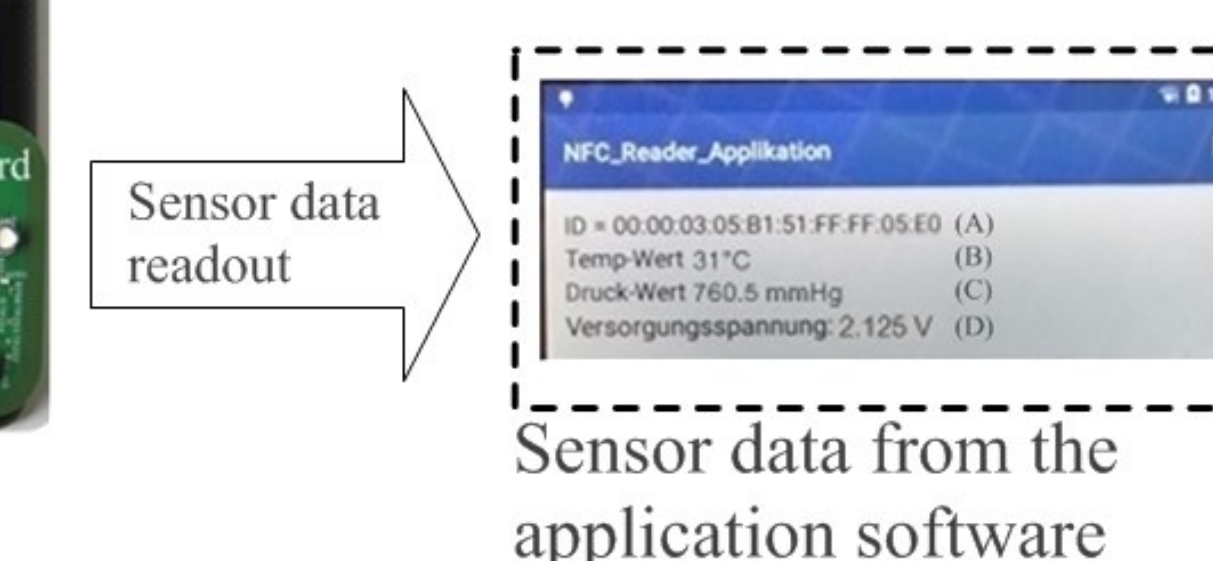 rd
Sensor data
readout
NFC_Reader_Applikation
ID = 00:00:03:05:B1:51:FF:FF:05:E0 (A)
Temp-Wert 31°C (B)
Druck-Wert 760.5 mmHg (C)
Versorgungsspannung: 2.125 V (D)
Sensor data from the
application software